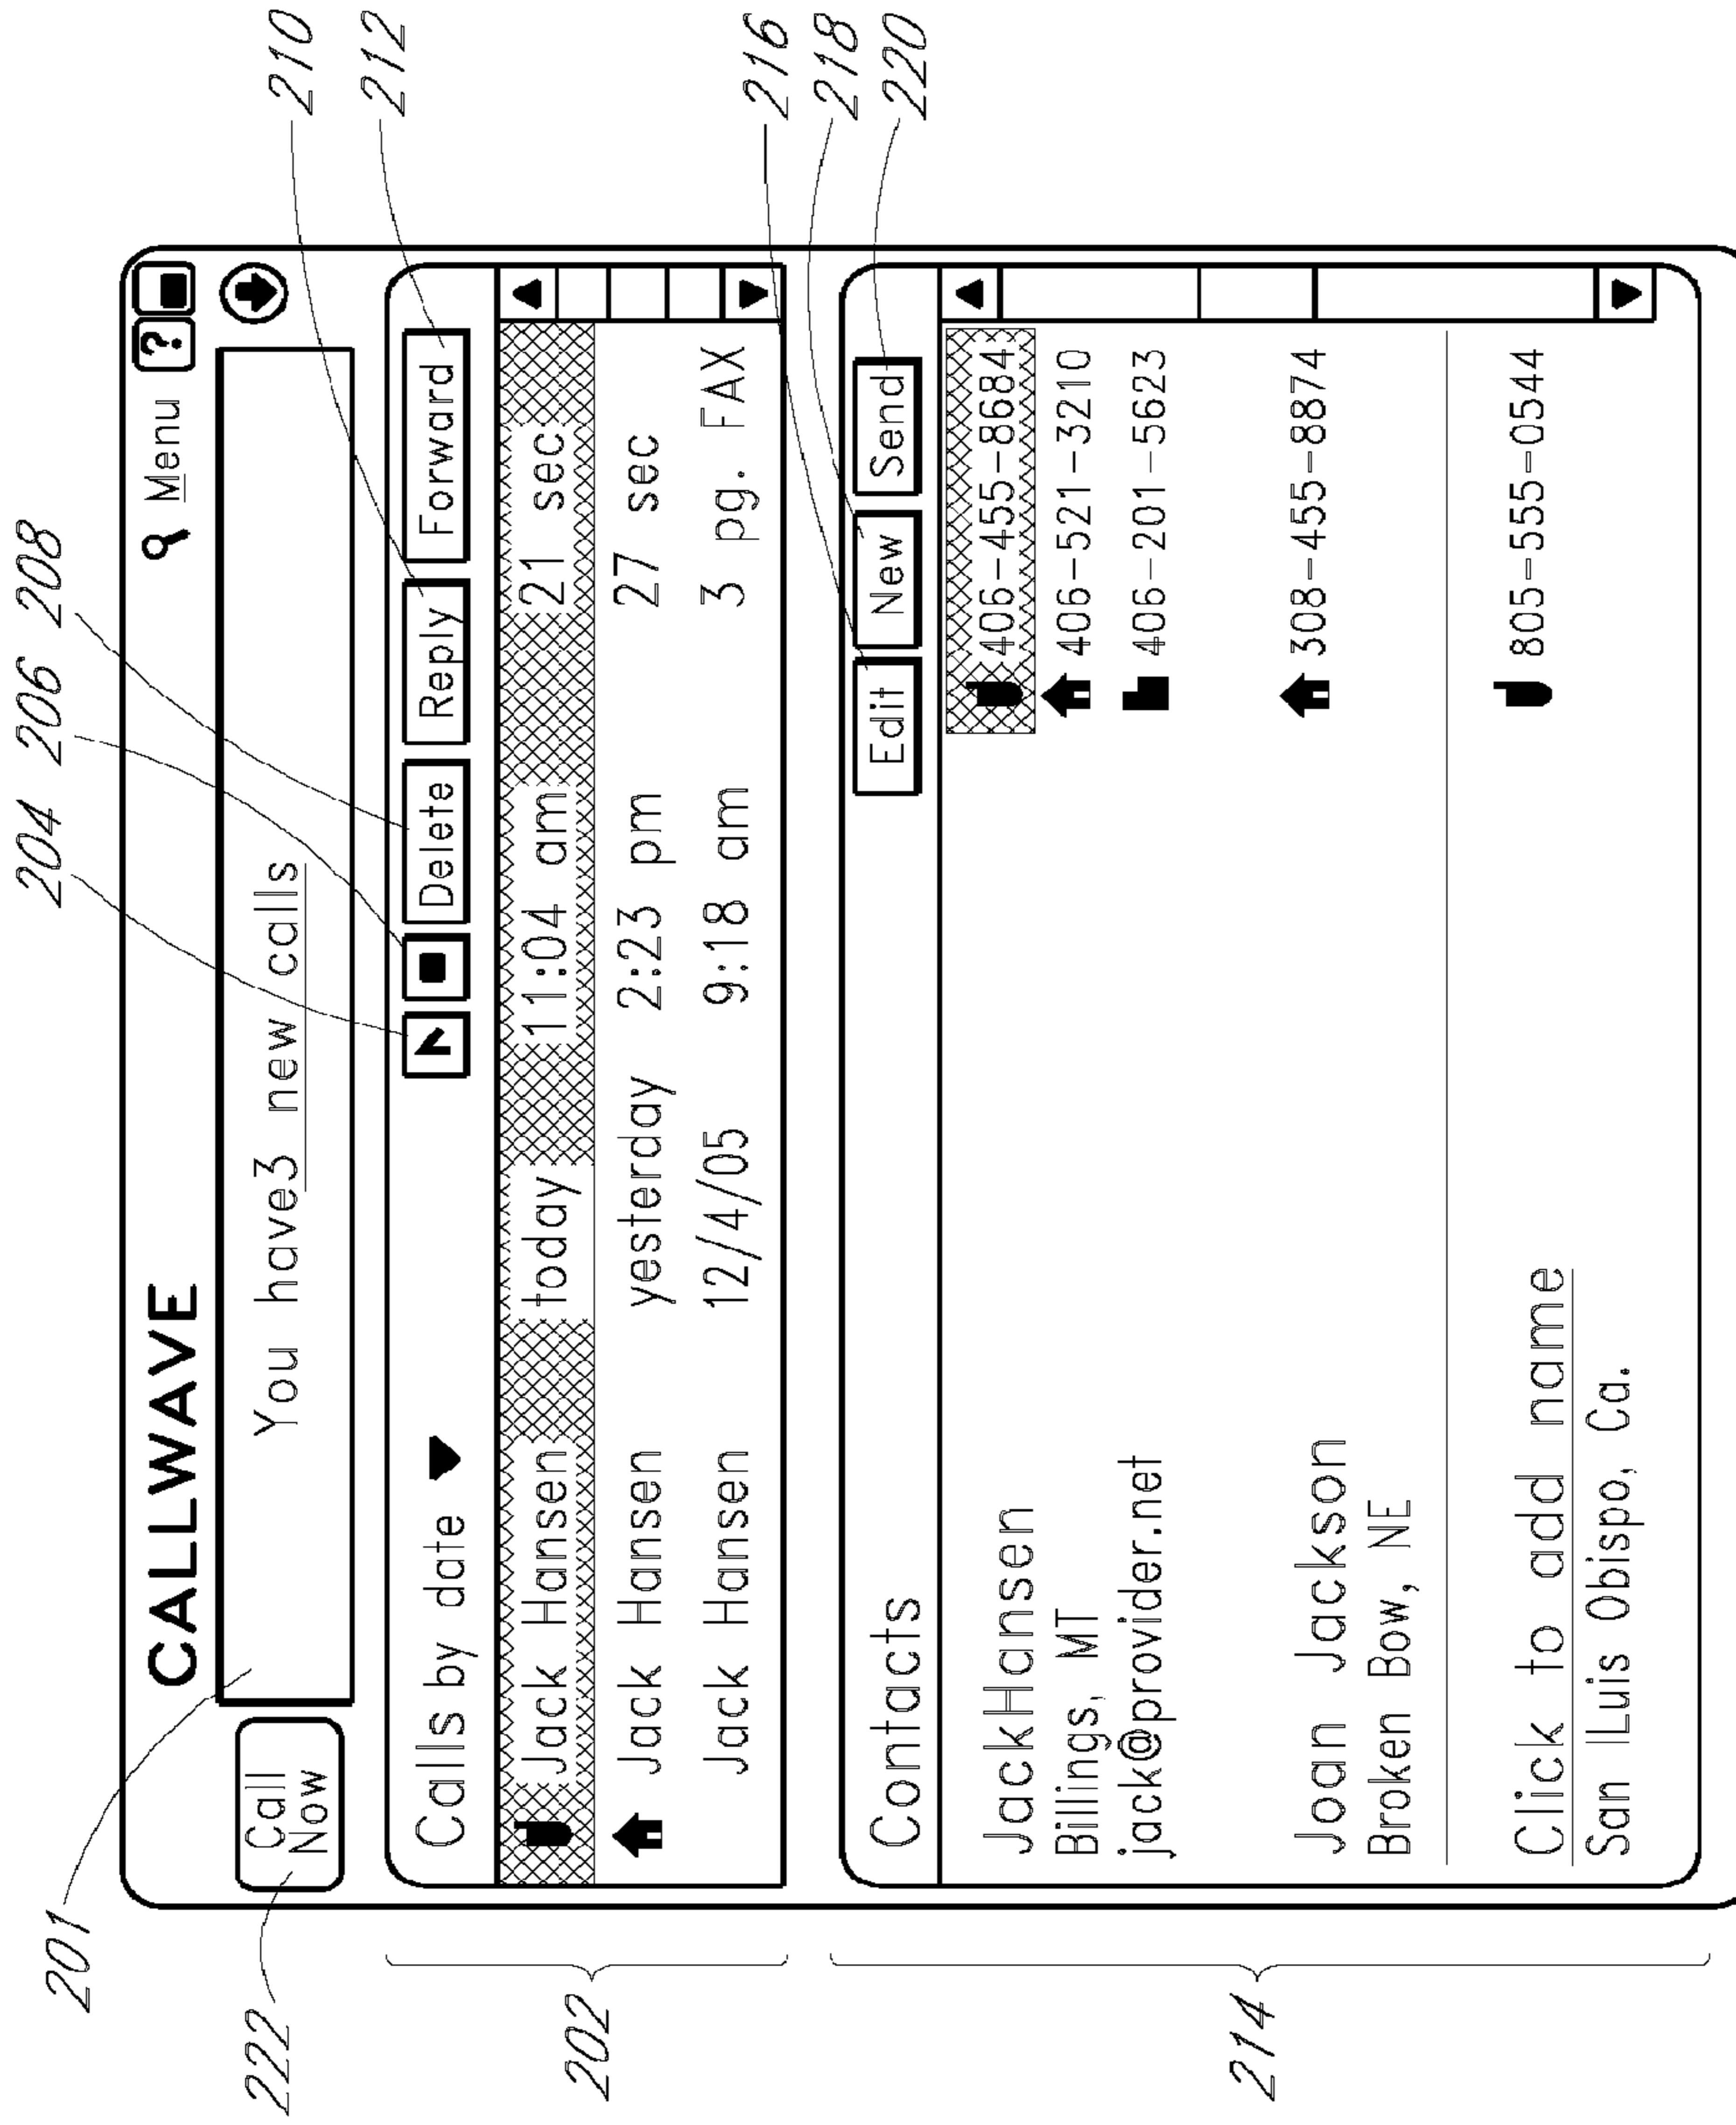 204 206 208
210
212
216
218
220
201
222
202
214
CALLWAVE
Menu ?
Call
Now
You have3 new calls
Calls by date Delete Reply Forward
Jack Hansen today 11:04 am 21 sec
Jack Hansen yesterday 2:23 pm 27 sec
Jack Hansen 12/4/05 9:18 am 3 pg. FAX
Contacts Edit New Send
JackHansen 406-455-8684
Billings, MT 406-521-3210
jack@provider.net 406-201-5623
Joan Jackson 308-455-8874
Broken Bow, NE
Click to add name 805-555-0544
San lLuis Obispo, Ca.